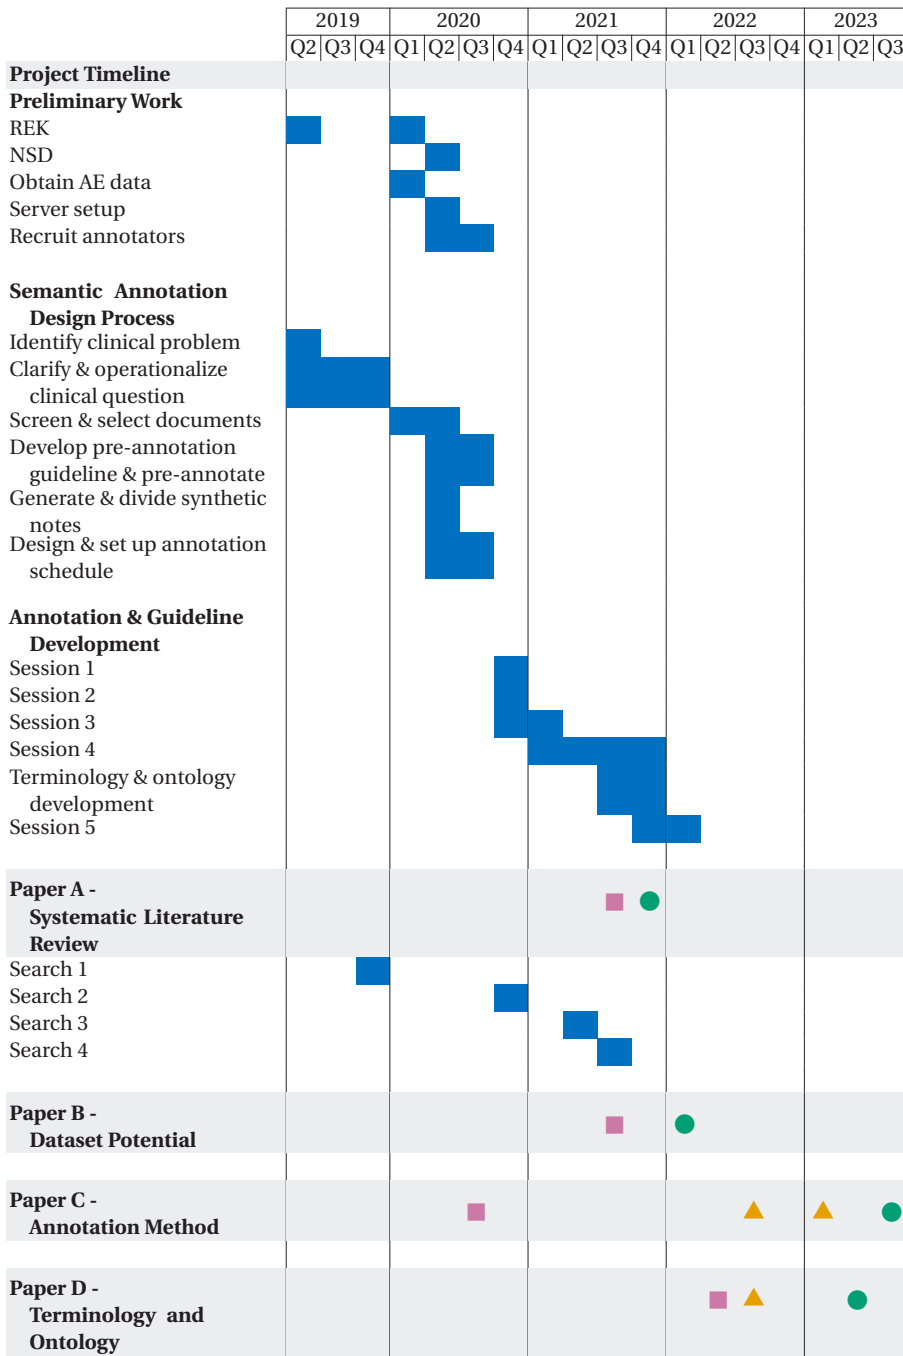 2019 2020 2021 2022 2023
Q2 Q3 Q4 Q1 Q2 Q3 Q4 Q1 Q2 Q3 Q4 Q1 Q2 Q3 Q4 Q1 Q2 Q3
Project Timeline
Preliminary Work
REK
NSD
Obtain AE data
Server setup
Recruit annotators
Semantic Annotation
Design Process
Identify clinical problem
Clarify & operationalize
clinical question
Screen & select documents
Develop pre-annotation
guideline & pre-annotate
Generate & divide synthetic
notes
Design & set up annotation
schedule
Annotation & Guideline
Development
Session 1
Session 2
Session 3
Session 4
Terminology & ontology
development
Session 5
Paper A -
Systematic Literature
Review
Search 1
Search 2
Search 3
Search 4
Paper B -
Dataset Potential
Paper C -
Annotation Method
Paper D -
Terminology and
Ontology